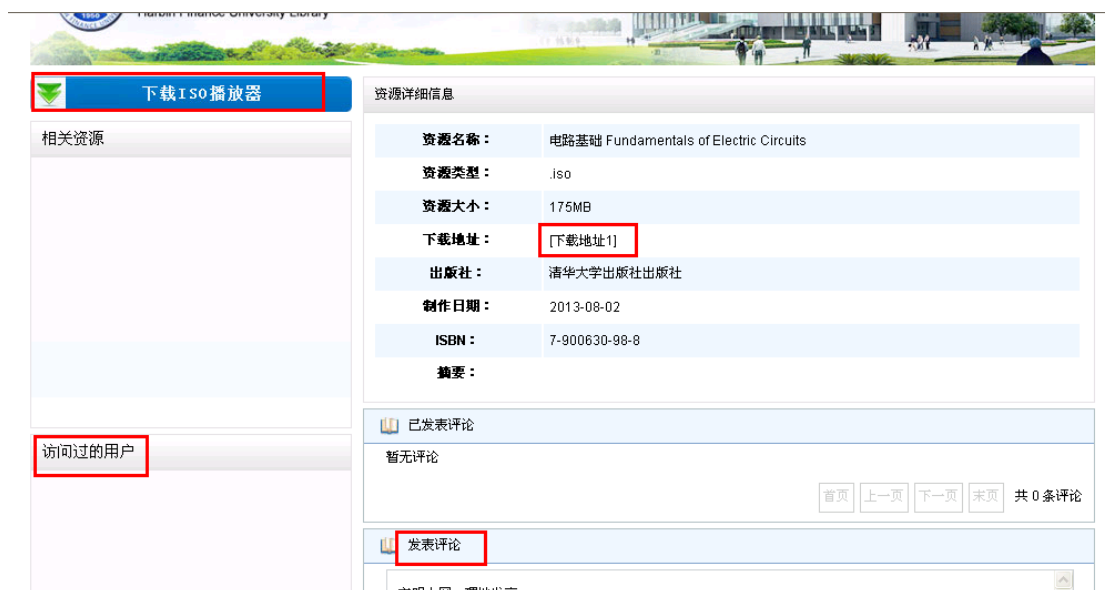 Harbin Finance University Library
下载ISO播放器
相关资源
访问过的用户
资源详细信息
资源名称： 电路基础 Fundamentals of Electric Circuits
资源类型： .iso
资源大小： 175MB
下载地址： [下载地址1]
出版社： 清华大学出版社出版社
制作日期： 2013-08-02
ISBN： 7-900630-98-8
摘要：
已发表评论
暂无评论
首页 上一页 下一页 末页 共 0 条评论
发表评论